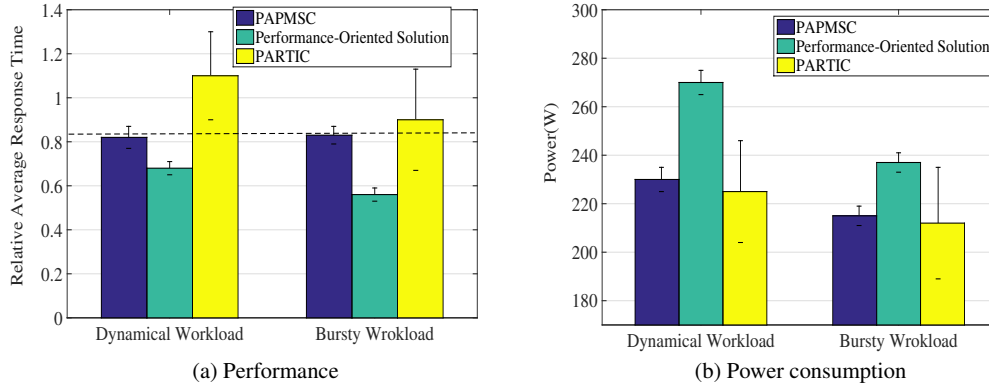 PAPMSC
Performance-Oriented Solution
PARTIC
Relative Average Response Time
1.4
1.2
1
0.8
0.6
0.4
0.2
0
Dynamical Workload
Bursty Wrokload
(a) Performance
PAPMSC
Performance-Oriented Solution
PARTIC
Power(W)
300
280
260
240
220
200
180
Dynamical Workload
Bursty Wrokload
(b) Power consumption